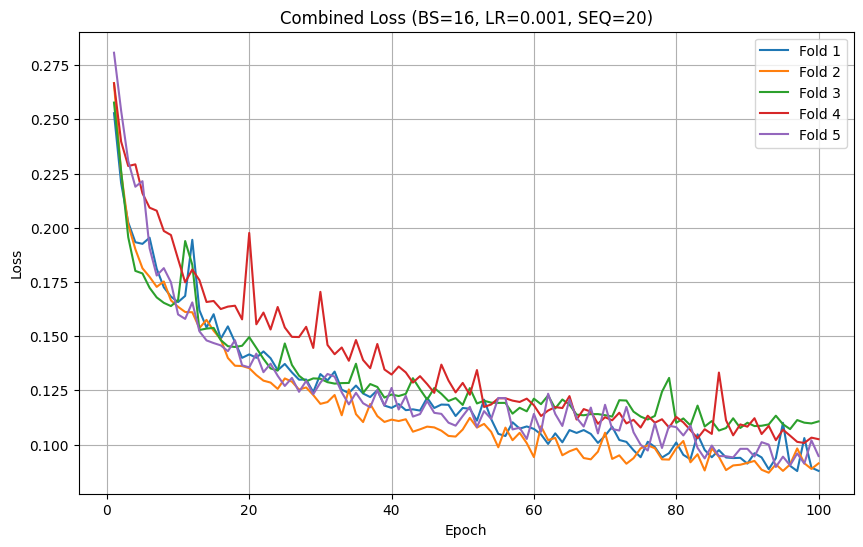 Combined Loss (BS=16, LR=0.001, SEQ=20)
Fold 1
Fold 2
Fold 3
Fold 4
Fold 5
Loss
0.275
0.250
0.225
0.200
0.175
0.150
0.125
0.100
0 20 40 60 80 100
Epoch